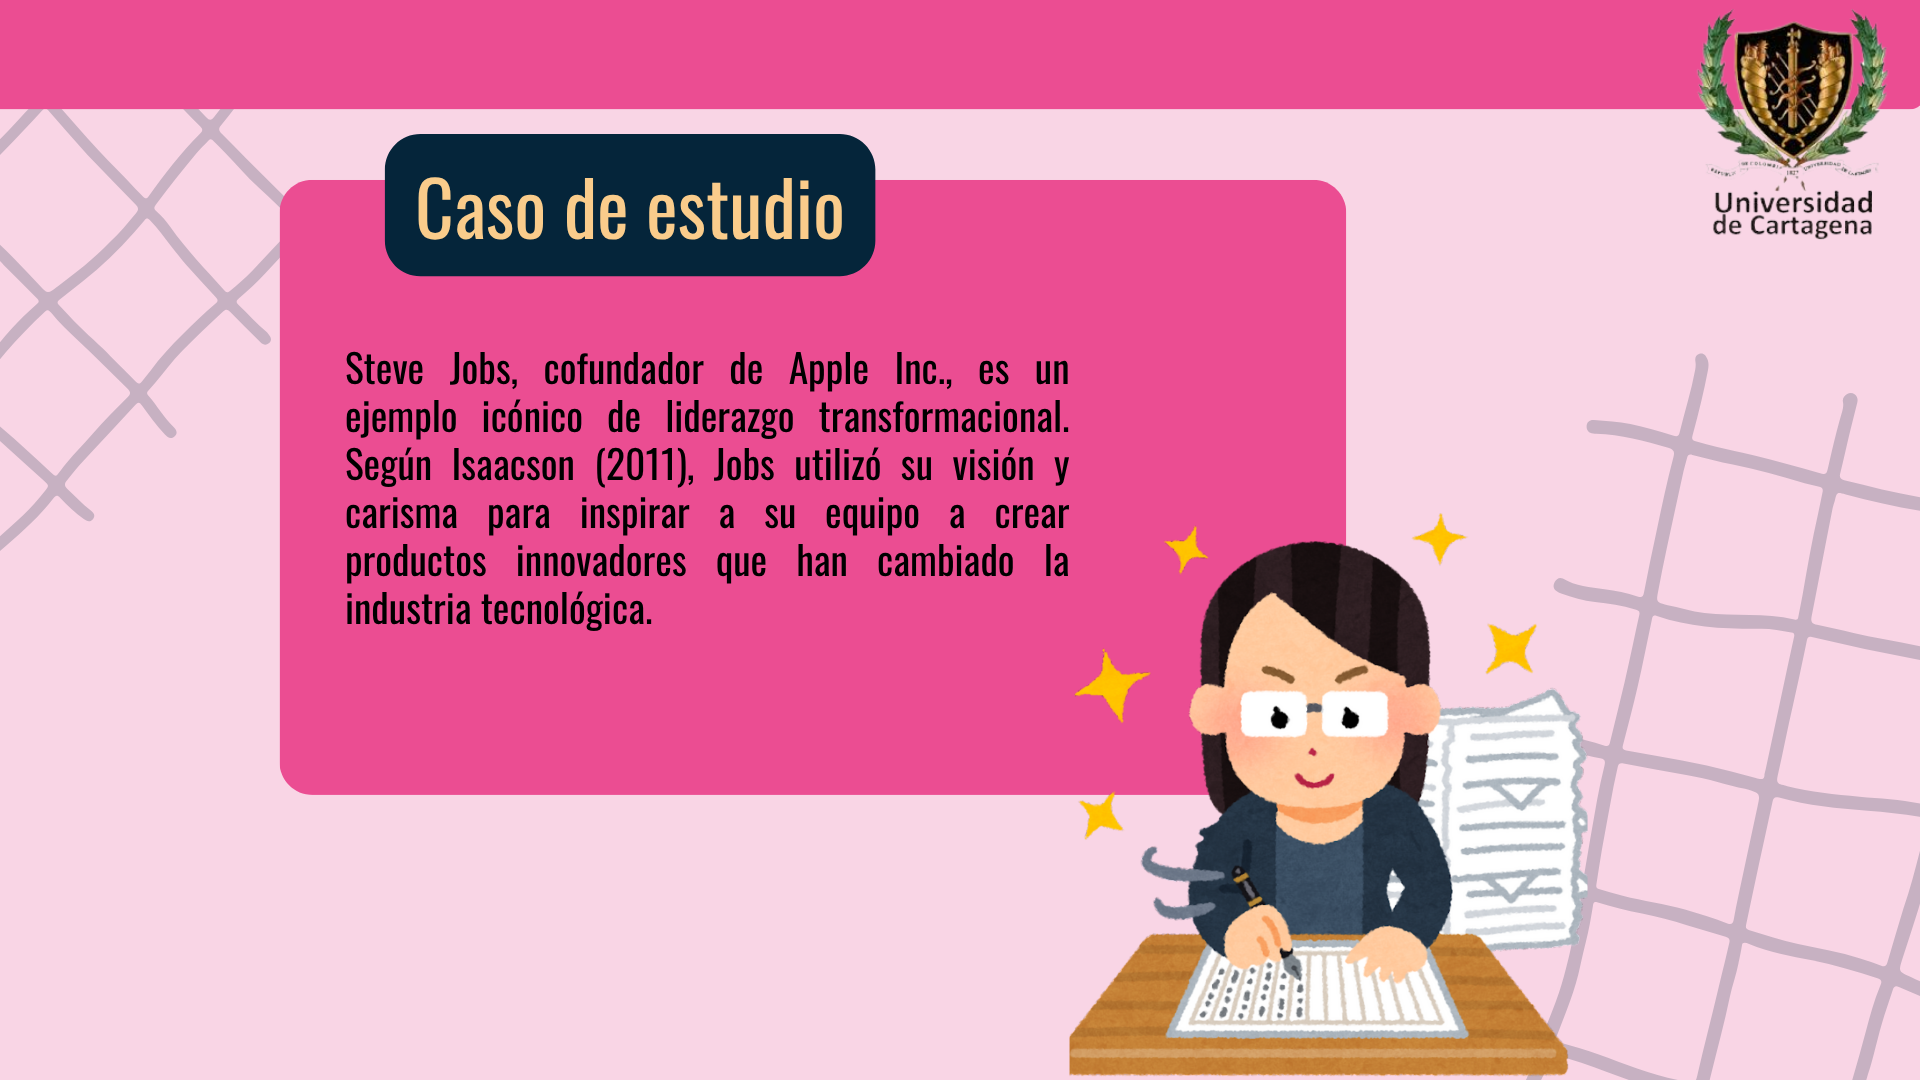 Caso de estudio
Steve Jobs, cofundador de Apple Inc., es un
ejemplo icónico de liderazgo transformacional.
Según Isaacson (2011), Jobs utilizó su visión y
carisma para inspirar a su equipo a crear
productos innovadores que han cambiado la
industria tecnológica.
Universidad
de Cartagena